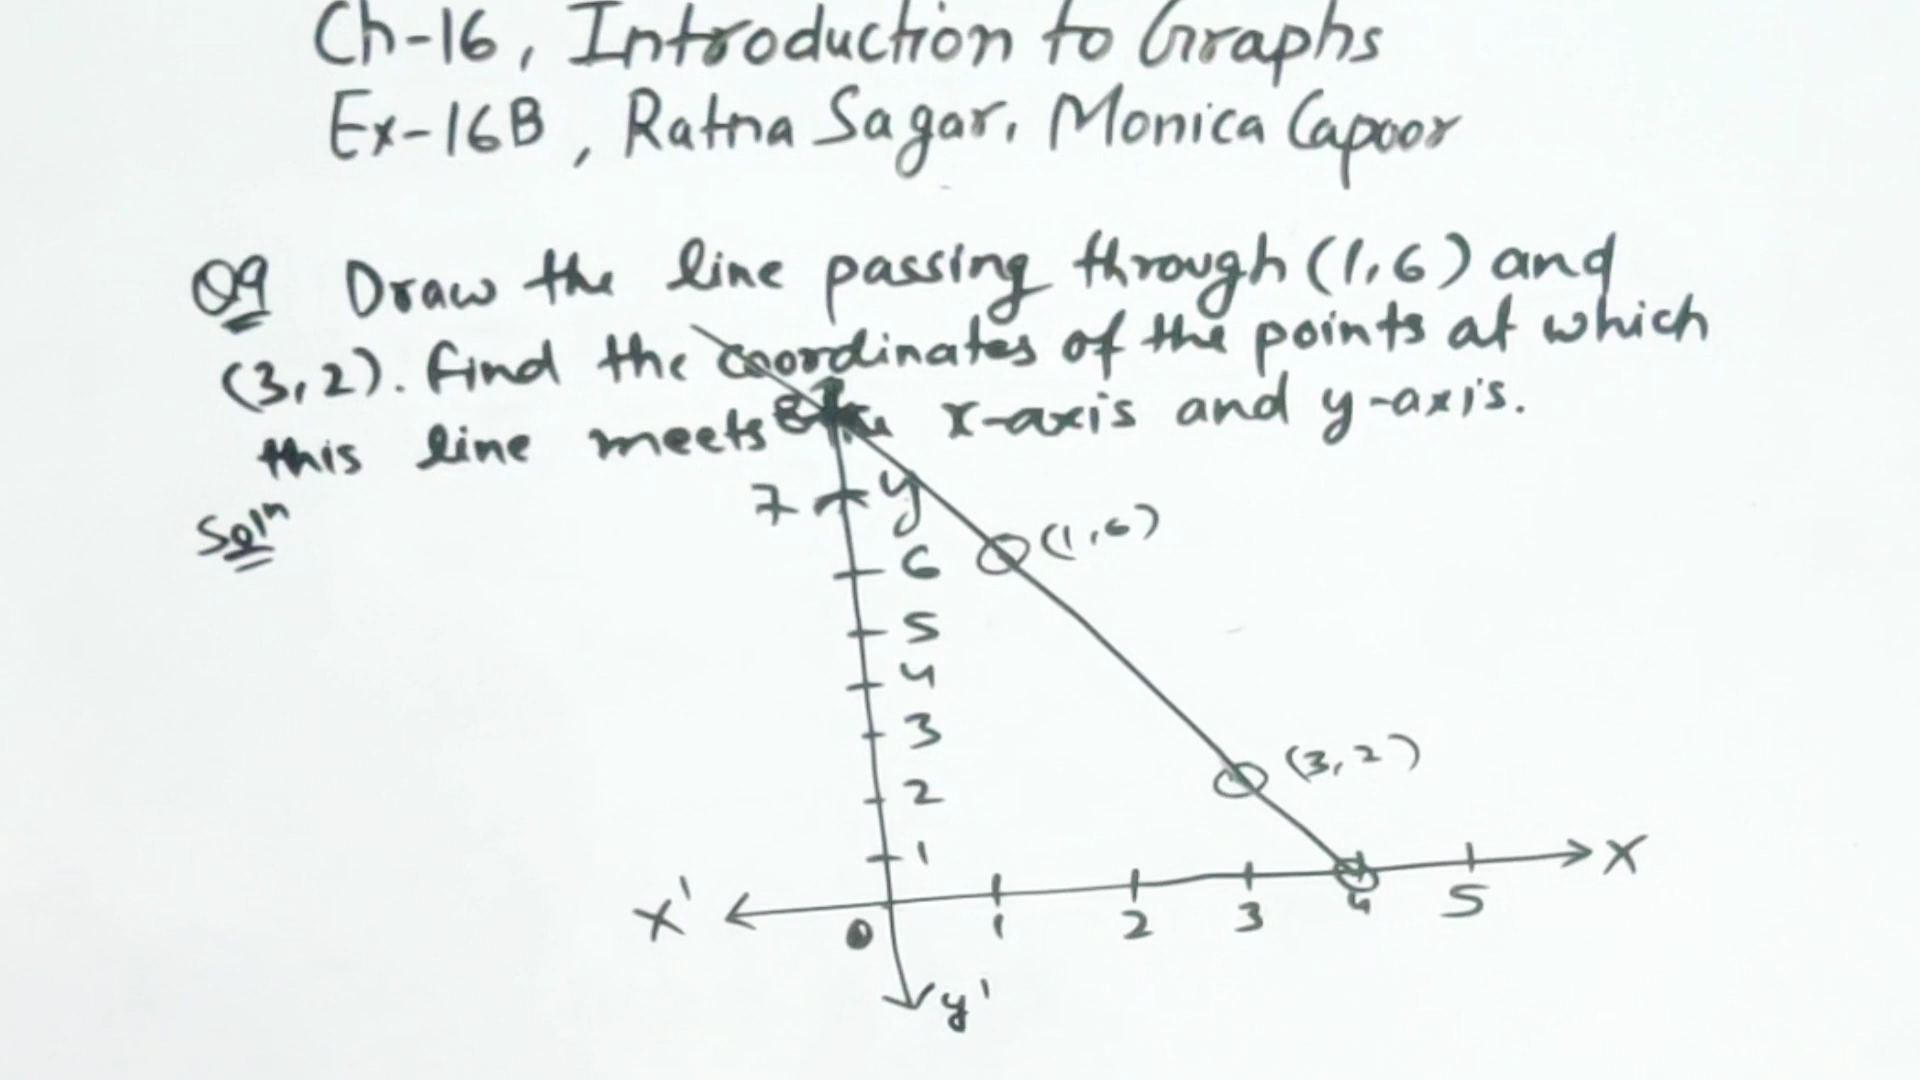 Ch-16, Introduction to Graphs
Ex-16B, Ratna Sagar, Monica Capoor
Q9 Draw the line passing through (1,6) and
(3,2). Find the coordinates of the points at which
this line meets the x-axis and y-axis.
Soln
8
7 y
(1,6)
6
5
4
3
(3,2)
2
1
X
X'
0 1 2 3 4 5
y'